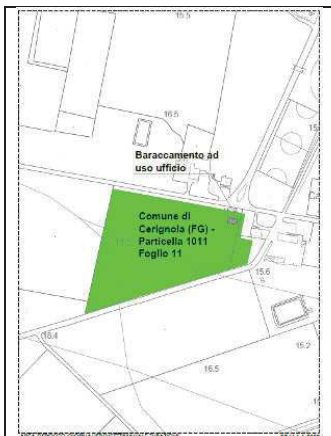 15.5
16.5
Baraccamento ad
uso ufficio
Comune di
Cerignola (FG) -
Particella 1011
Foglio 11
15.6
15.4
15.2
16.5